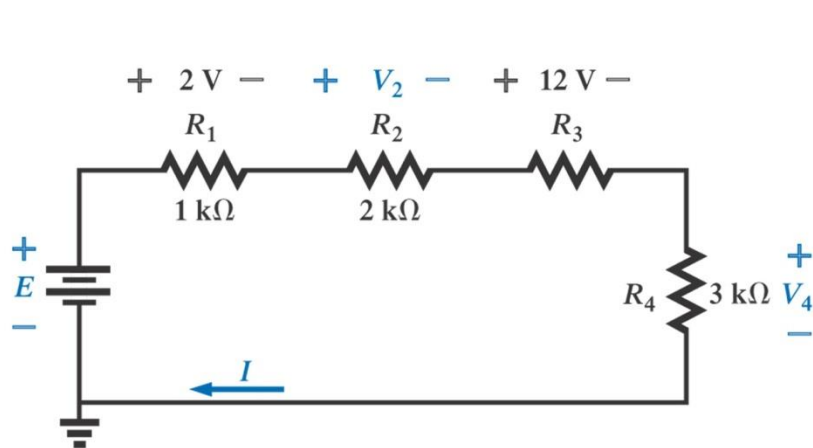 + 2 V − + V₂ − + 12 V −
R₁ R₂ R₃
1 kΩ 2 kΩ
+
E
−
+
R₄ 3 kΩ V₄
−
I